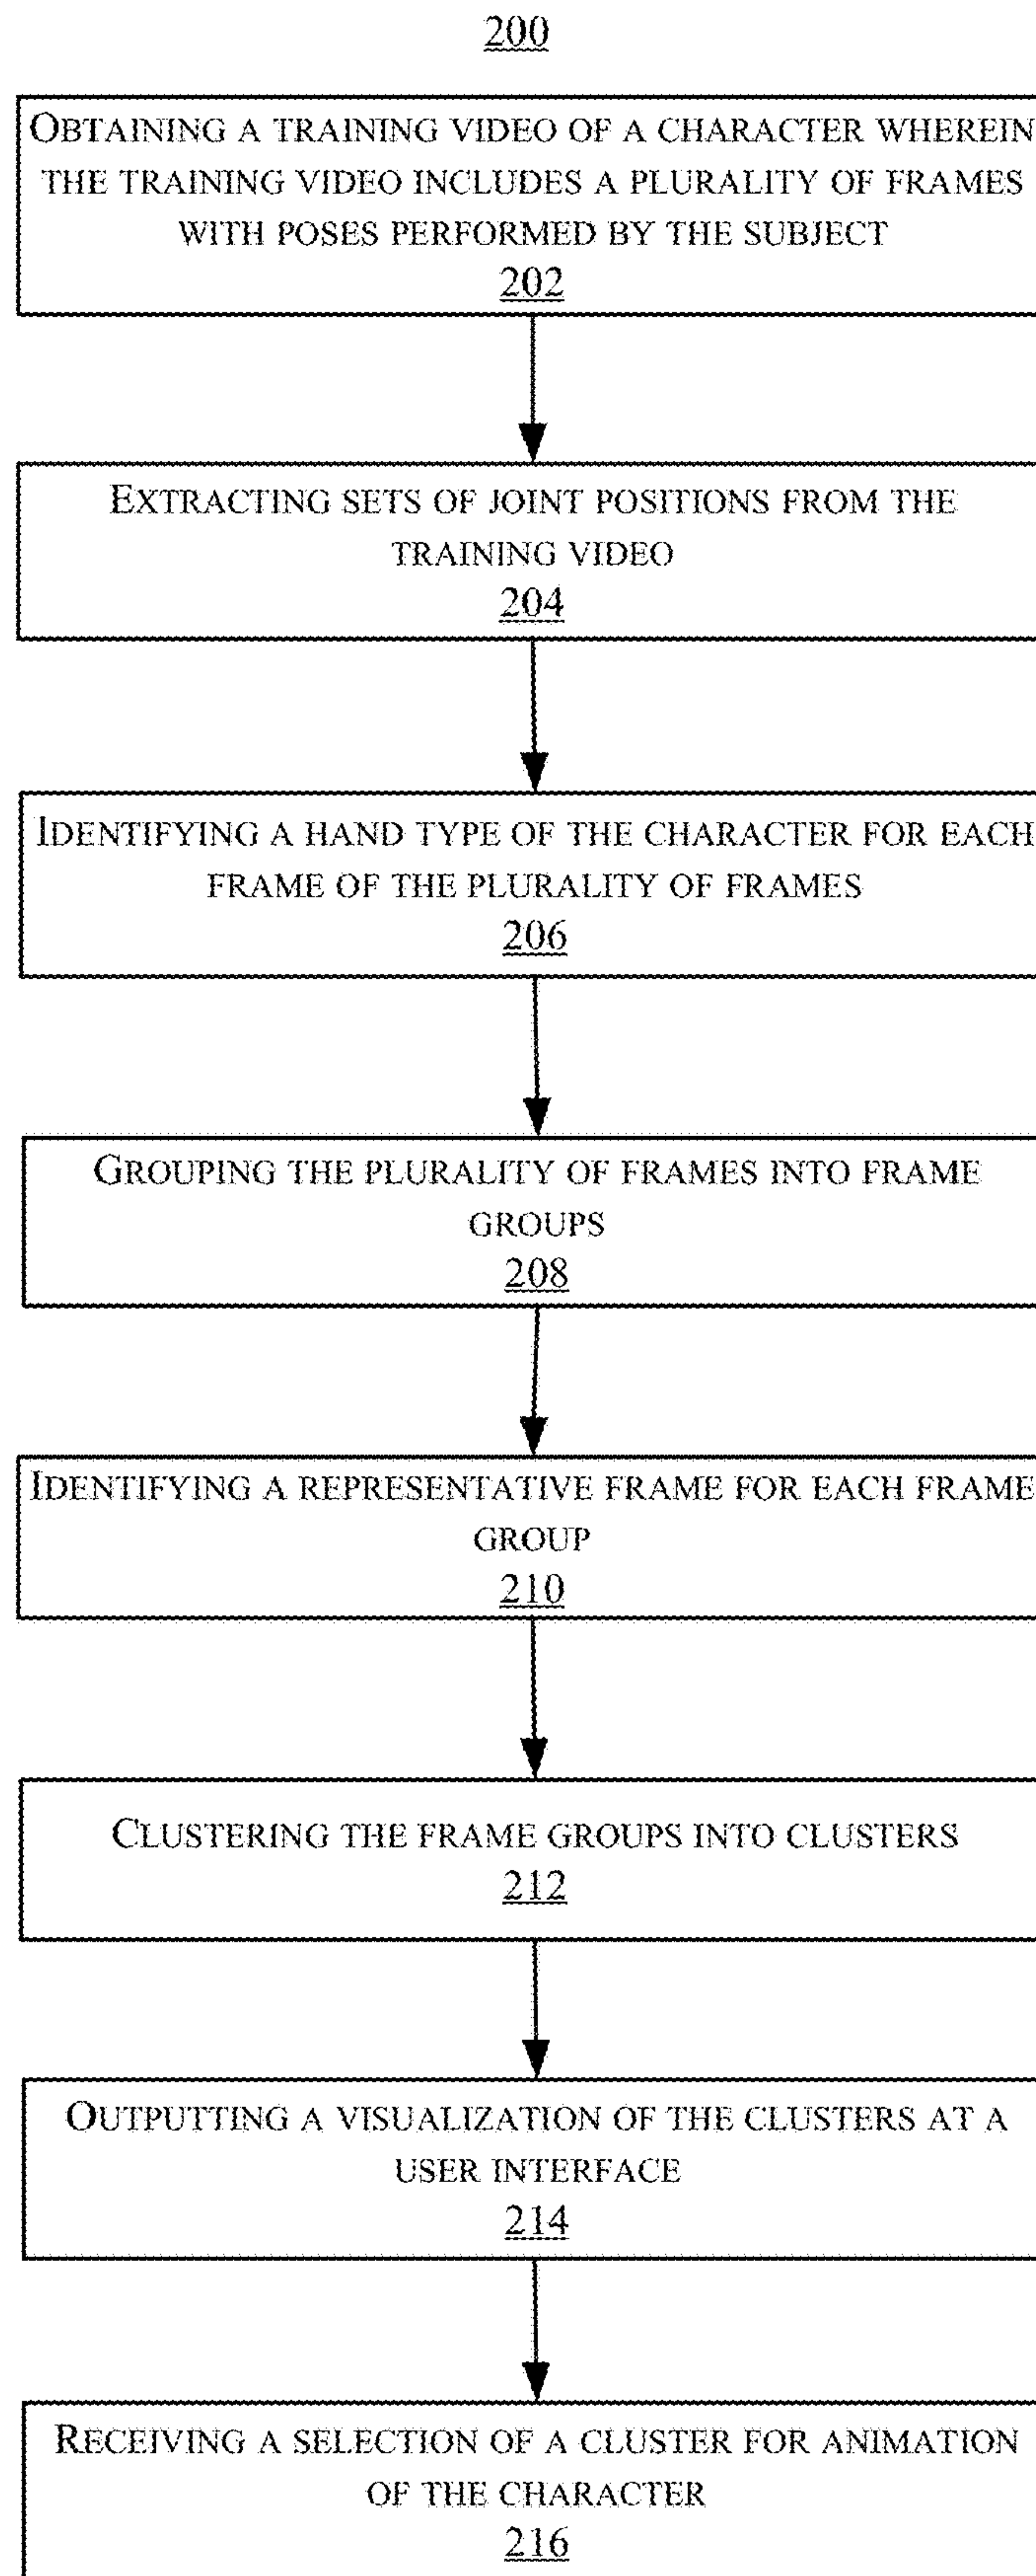 200
OBTAINING A TRAINING VIDEO OF A CHARACTER WHEREIN
THE TRAINING VIDEO INCLUDES A PLURALITY OF FRAMES
WITH POSES PERFORMED BY THE SUBJECT
202
EXTRACTING SETS OF JOINT POSITIONS FROM THE
TRAINING VIDEO
204
IDENTIFYING A HAND TYPE OF THE CHARACTER FOR EACH
FRAME OF THE PLURALITY OF FRAMES
206
GROUPING THE PLURALITY OF FRAMES INTO FRAME
GROUPS
208
IDENTIFYING A REPRESENTATIVE FRAME FOR EACH FRAME
GROUP
210
CLUSTERING THE FRAME GROUPS INTO CLUSTERS
212
OUTPUTTING A VISUALIZATION OF THE CLUSTERS AT A
USER INTERFACE
214
RECEIVING A SELECTION OF A CLUSTER FOR ANIMATION
OF THE CHARACTER
216